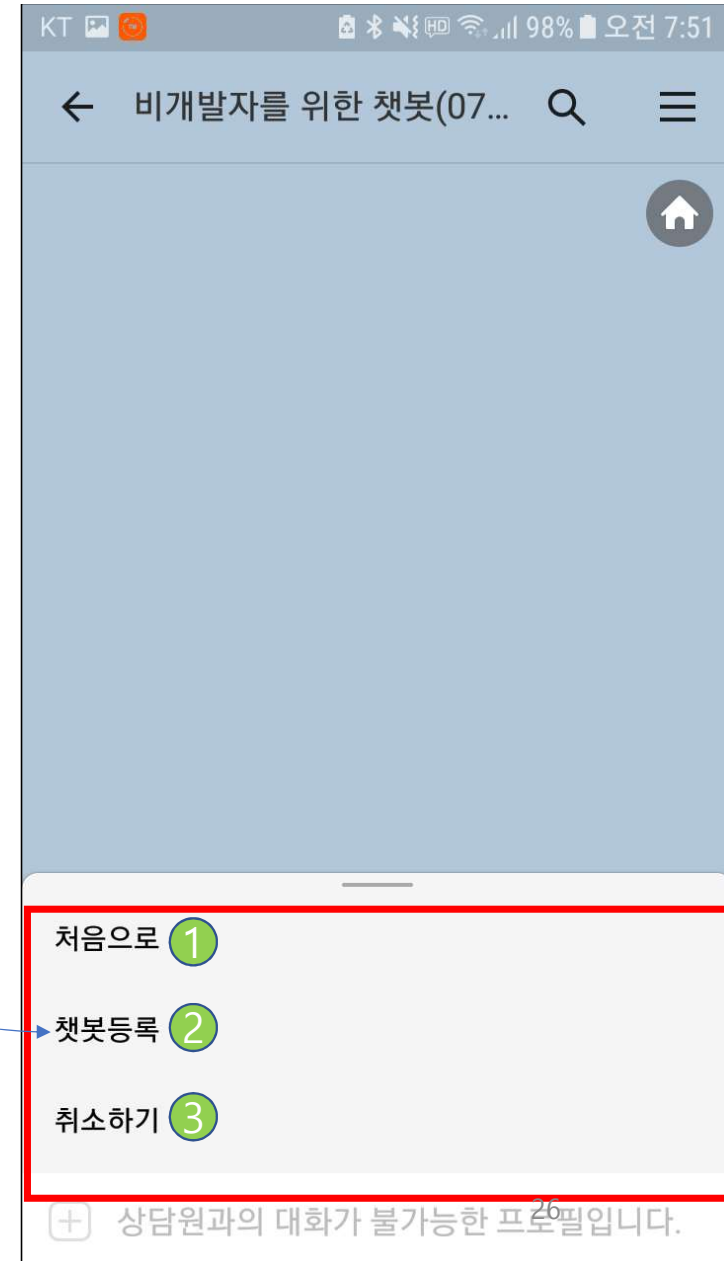 KT HD 98% 오전 7:51
비개발자를 위한 챗봇(07...
처음으로 1
챗봇등록 2
취소하기 3
상담원과의 대화가 불가능한 프로필입니다.
26